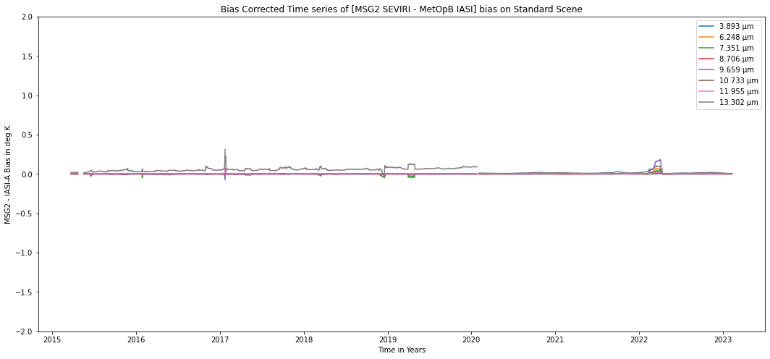 Bias Corrected Time series of [MSG2 SEVIRI - MetOpB IASI] bias on Standard Scene
2.0
1.5
1.0
0.5
0.0
−0.5
−1.0
−1.5
−2.0
MSG2 - IASI-A Bias in deg K
3.893 μm
6.248 μm
7.351 μm
8.706 μm
9.659 μm
10.733 μm
11.955 μm
13.302 μm
2015 2016 2017 2018 2019 2020 2021 2022 2023
Time in Years